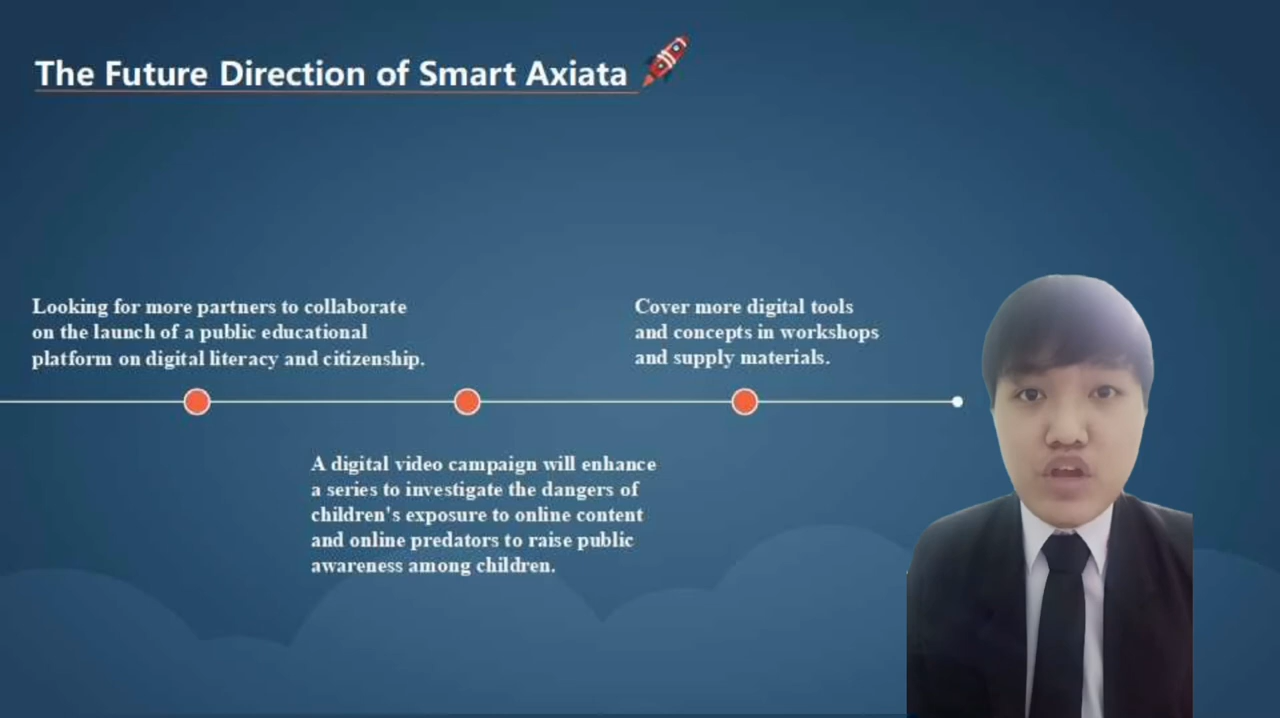 The Future Direction of Smart Axiata
Looking for more partners to collaborate
on the launch of a public educational
platform on digital literacy and citizenship.
A digital video campaign will enhance
a series to investigate the dangers of
children's exposure to online content
and online predators to raise public
awareness among children.
Cover more digital tools
and concepts in workshops
and supply materials.